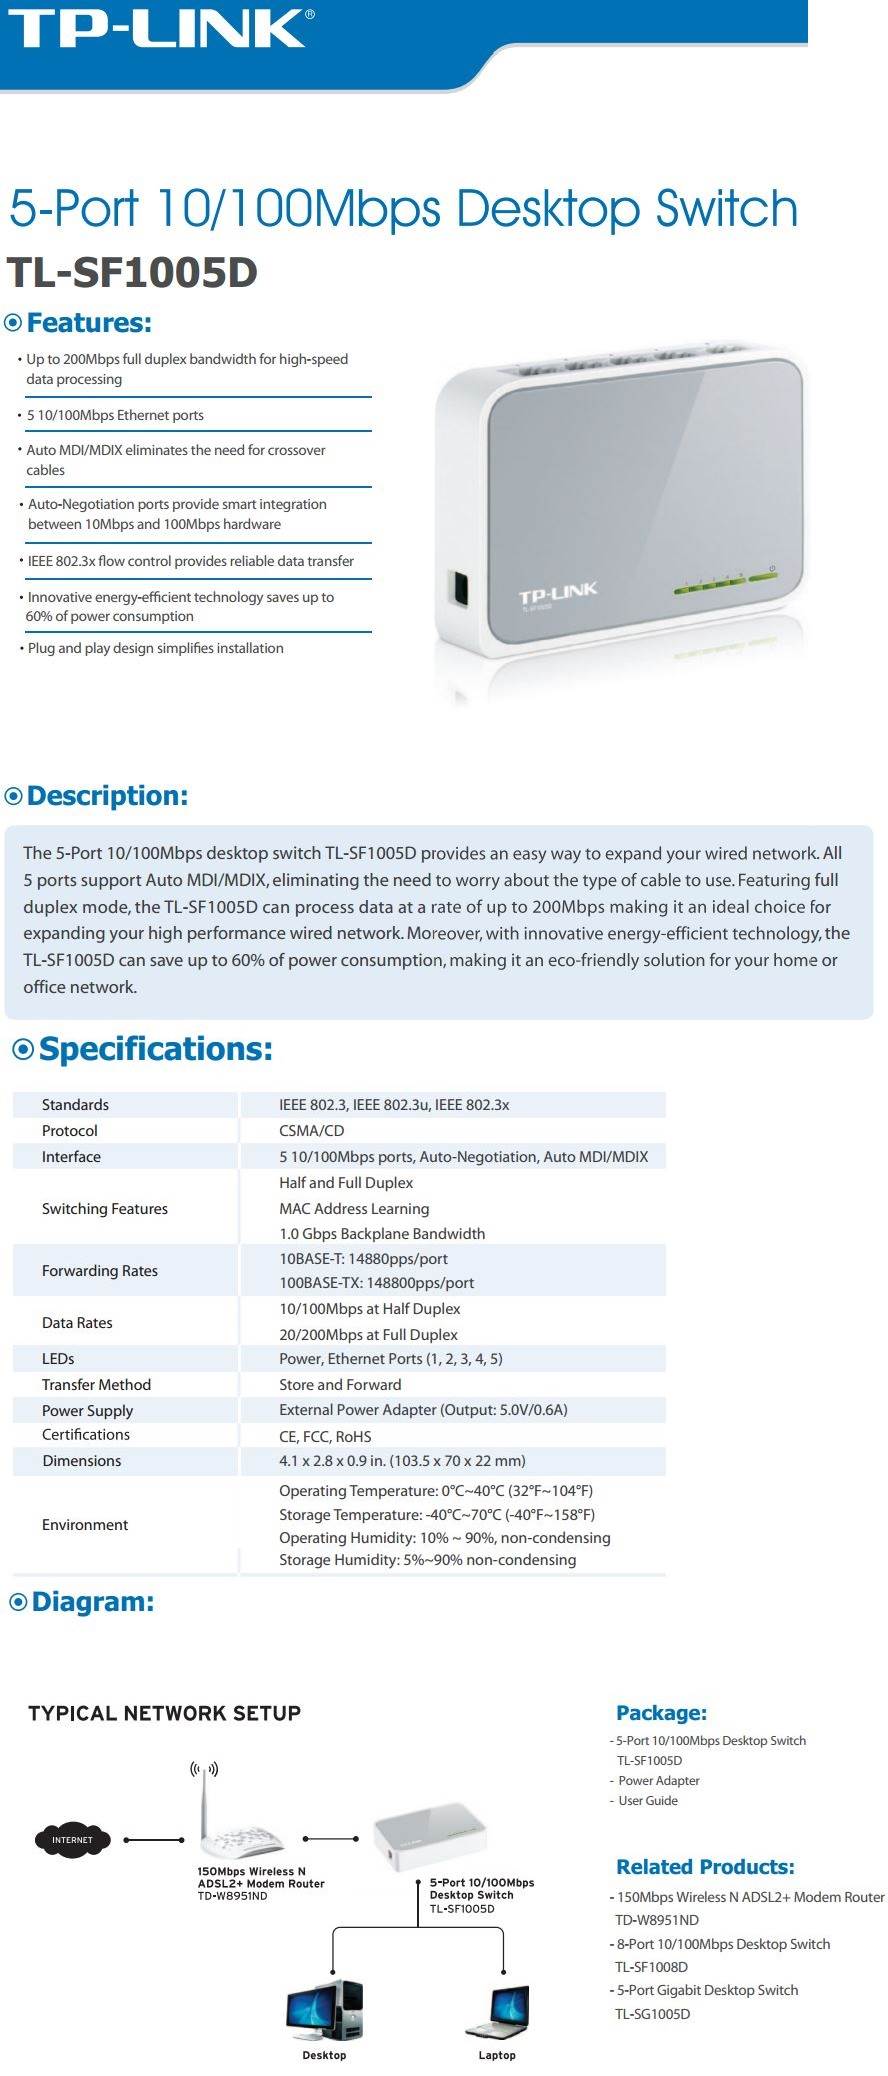 TP-LINK®
5-Port 10/100Mbps Desktop Switch
TL-SF1005D
Features:
• Up to 200Mbps full duplex bandwidth for high-speed
data processing
• 5 10/100Mbps Ethernet ports
• Auto MDI/MDIX eliminates the need for crossover
cables
• Auto-Negotiation ports provide smart integration
between 10Mbps and 100Mbps hardware
• IEEE 802.3x flow control provides reliable data transfer
• Innovative energy-efficient technology saves up to
60% of power consumption
• Plug and play design simplifies installation
TP-LINK
TL-SF1005D
1 2 3 4 5
Description:
The 5-Port 10/100Mbps desktop switch TL-SF1005D provides an easy way to expand your wired network. All
5 ports support Auto MDI/MDIX, eliminating the need to worry about the type of cable to use. Featuring full
duplex mode, the TL-SF1005D can process data at a rate of up to 200Mbps making it an ideal choice for
expanding your high performance wired network. Moreover, with innovative energy-efficient technology, the
TL-SF1005D can save up to 60% of power consumption, making it an eco-friendly solution for your home or
office network.
Specifications:
Standards IEEE 802.3, IEEE 802.3u, IEEE 802.3x
Protocol CSMA/CD
Interface 5 10/100Mbps ports, Auto-Negotiation, Auto MDI/MDIX
Switching Features
Half and Full Duplex
MAC Address Learning
1.0 Gbps Backplane Bandwidth
Forwarding Rates
10BASE-T: 14880pps/port
100BASE-TX: 148800pps/port
Data Rates
10/100Mbps at Half Duplex
20/200Mbps at Full Duplex
LEDs Power, Ethernet Ports (1, 2, 3, 4, 5)
Transfer Method Store and Forward
Power Supply External Power Adapter (Output: 5.0V/0.6A)
Certifications CE, FCC, RoHS
Dimensions 4.1 x 2.8 x 0.9 in. (103.5 x 70 x 22 mm)
Environment
Operating Temperature: 0°C~40°C (32°F~104°F)
Storage Temperature: -40°C~70°C (-40°F~158°F)
Operating Humidity: 10% ~ 90%, non-condensing
Storage Humidity: 5%~90% non-condensing
Diagram:
TYPICAL NETWORK SETUP
INTERNET
150Mbps Wireless N
ADSL2+ Modem Router
TD-W8951ND
5-Port 10/100Mbps
Desktop Switch
TL-SF1005D
Desktop
Laptop
Package:
- 5-Port 10/100Mbps Desktop Switch
TL-SF1005D
- Power Adapter
- User Guide
Related Products:
- 150Mbps Wireless N ADSL2+ Modem Router
TD-W8951ND
- 8-Port 10/100Mbps Desktop Switch
TL-SF1008D
- 5-Port Gigabit Desktop Switch
TL-SG1005D